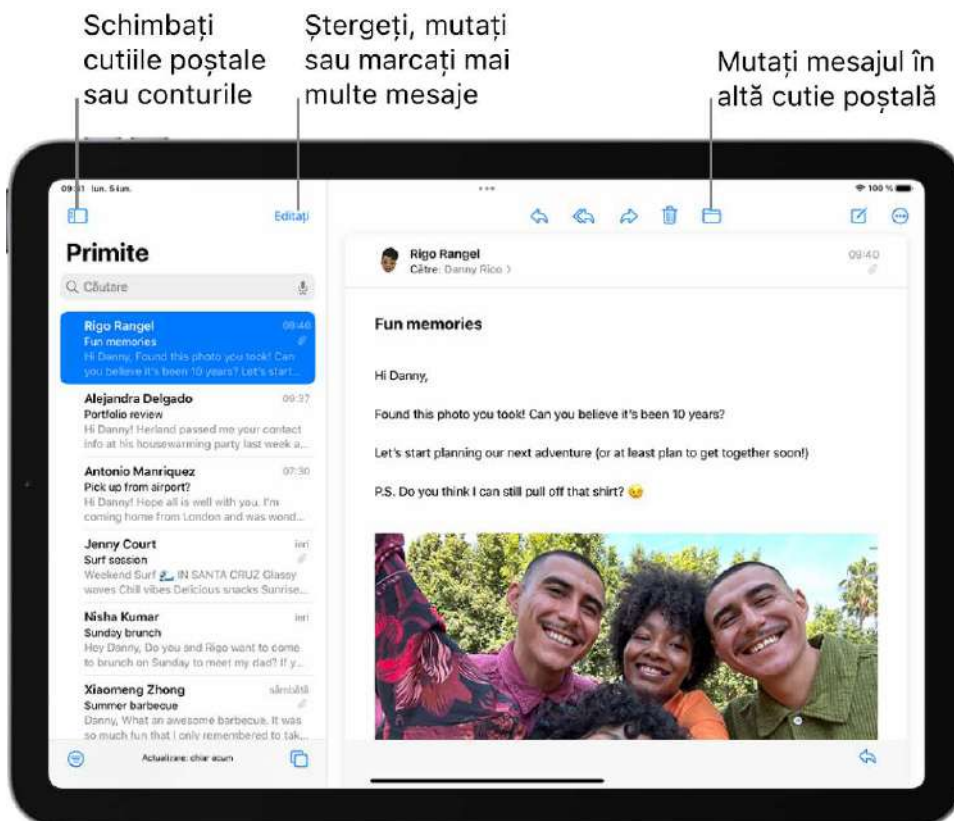 Schimbați
cutiile poștale
sau conturile
Ștergeți, mutați
sau marcați mai
multe mesaje
Mutați mesajul în
altă cutie poștală
09:41 lun. 5 iun.
100 %
Editați
Primite
Căutare
Rigo Rangel 09:40
Fun memories
Hi Danny, Found this photo you took! Can
you believe it's been 10 years? Let's start...
Alejandra Delgado 09:37
Portfolio review
Hi Danny! Herland passed me your contact
info at his housewarming party last week a...
Antonio Manriquez 07:30
Pick up from airport?
Hi Danny! Hope all is well with you. I'm
coming home from London and was wond...
Jenny Court ieri
Surf session
Weekend Surf 🌊 IN SANTA CRUZ Glassy
waves Chill vibes Delicious snacks Sunrise...
Nisha Kumar ieri
Sunday brunch
Hey Danny, Do you and Rigo want to come
to brunch on Sunday to meet my dad? If y...
Xiaomeng Zhong sâmbătă
Summer barbecue
Danny, What an awesome barbecue. It was
so much fun that I only remembered to tak...
Actualizare: chiar acum
Rigo Rangel 09:40
Către: Danny Rico >
Fun memories
Hi Danny,
Found this photo you took! Can you believe it's been 10 years?
Let's start planning our next adventure (or at least plan to get together soon!)
P.S. Do you think I can still pull off that shirt? 😉